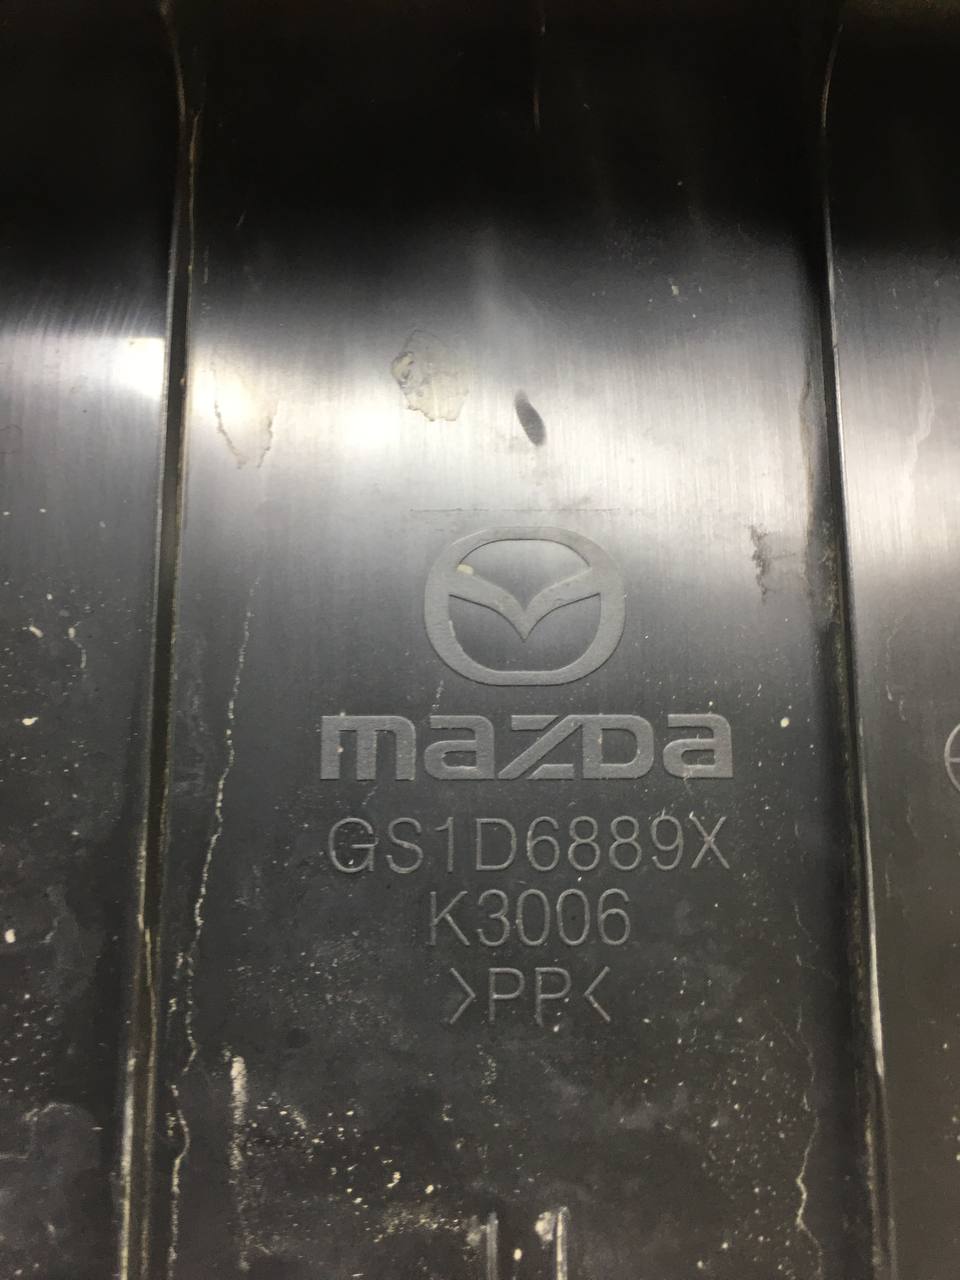 mazda
GS1D6889X
K3006
>PP<